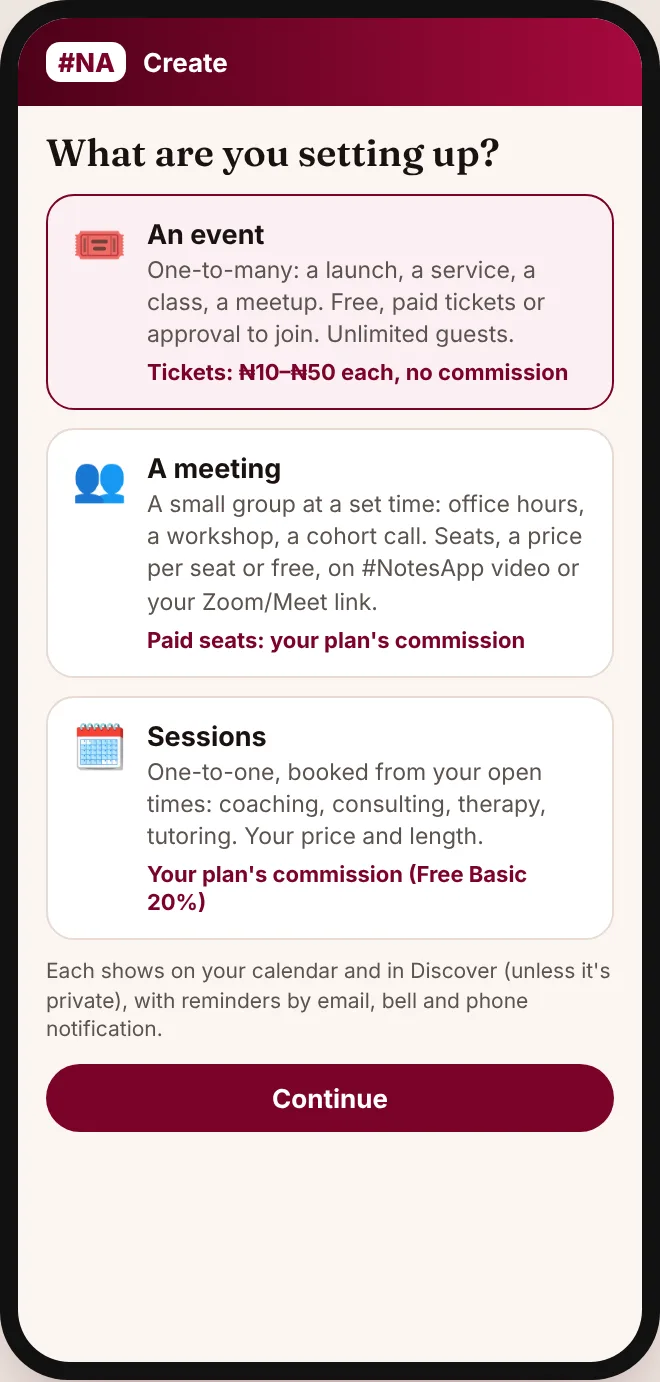 #NA Create
What are you setting up?
An event
One-to-many: a launch, a service, a
class, a meetup. Free, paid tickets or
approval to join. Unlimited guests.
Tickets: ₦10–₦50 each, no commission
A meeting
A small group at a set time: office hours,
a workshop, a cohort call. Seats, a price
per seat or free, on #NotesApp video or
your Zoom/Meet link.
Paid seats: your plan's commission
Sessions
One-to-one, booked from your open
times: coaching, consulting, therapy,
tutoring. Your price and length.
Your plan's commission (Free Basic
20%)
Each shows on your calendar and in Discover (unless it's
private), with reminders by email, bell and phone
notification.
Continue